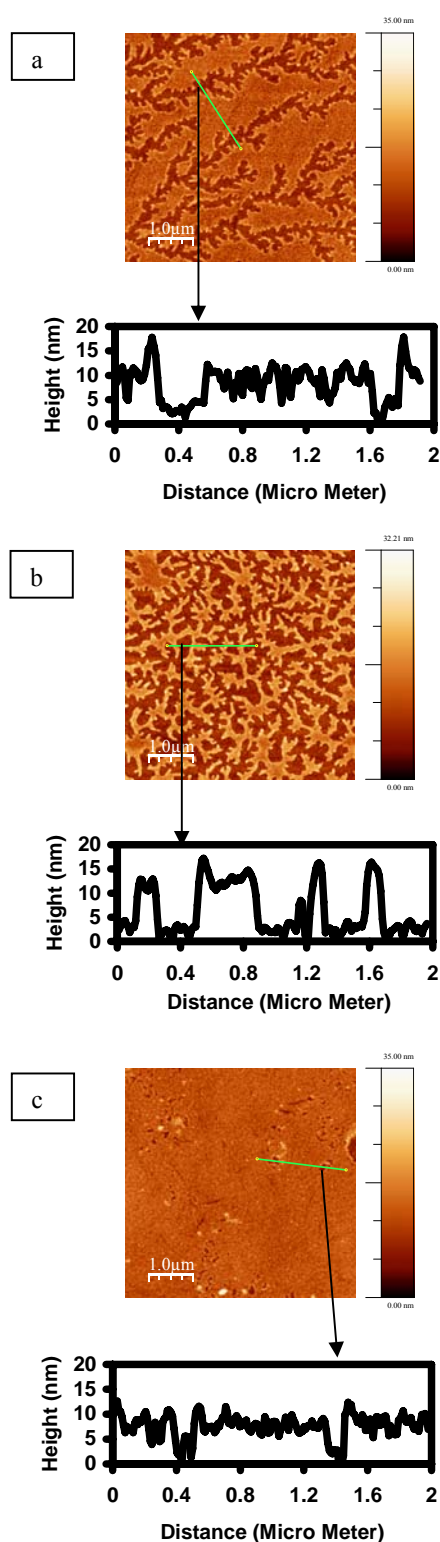 a
35.00 nm
1.0µm
0.00 nm
20
15
10
5
0
Height (nm)
0 0.4 0.8 1.2 1.6 2
Distance (Micro Meter)
b
32.21 nm
1.0µm
0.00 nm
20
15
10
5
0
Height (nm)
0 0.4 0.8 1.2 1.6 2
Distance (Micro Meter)
c
35.00 nm
1.0µm
0.00 nm
20
15
10
5
0
Height (nm)
0 0.4 0.8 1.2 1.6 2
Distance (Micro Meter)